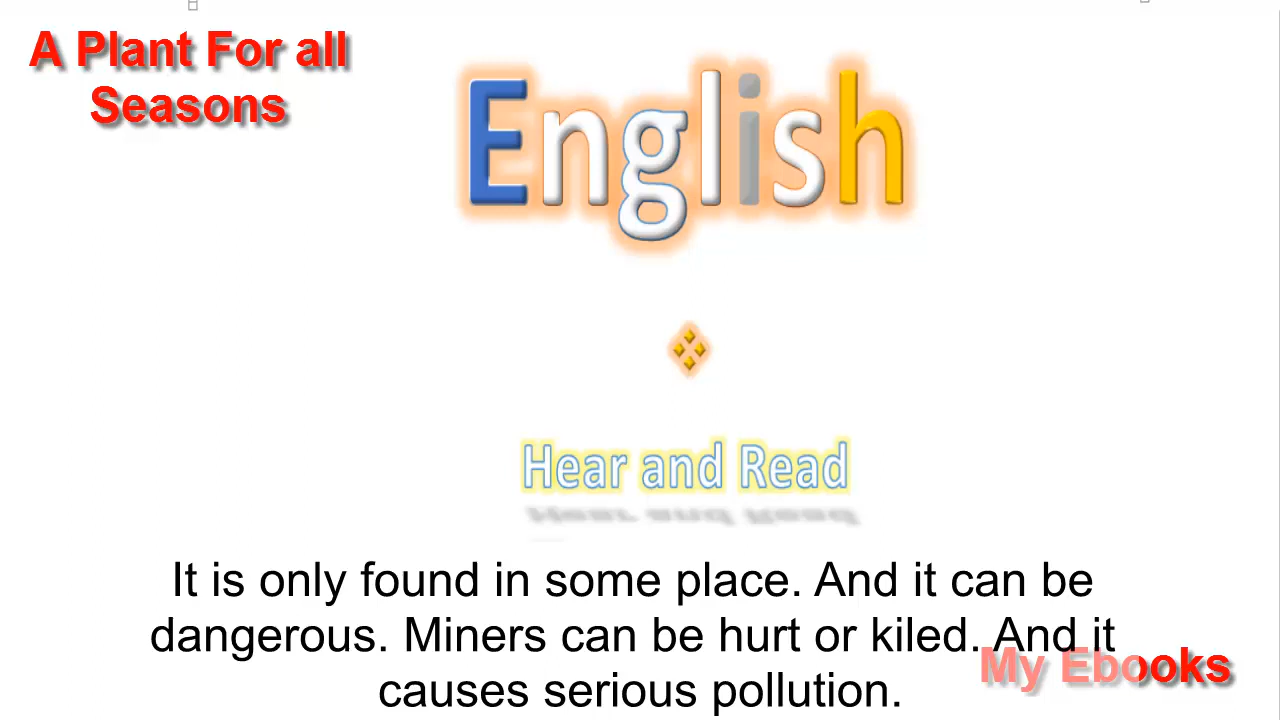 A Plant For all
Seasons
English
Hear and Read
It is only found in some place. And it can be
dangerous. Miners can be hurt or kiled. And it
causes serious pollution.
My Ebooks